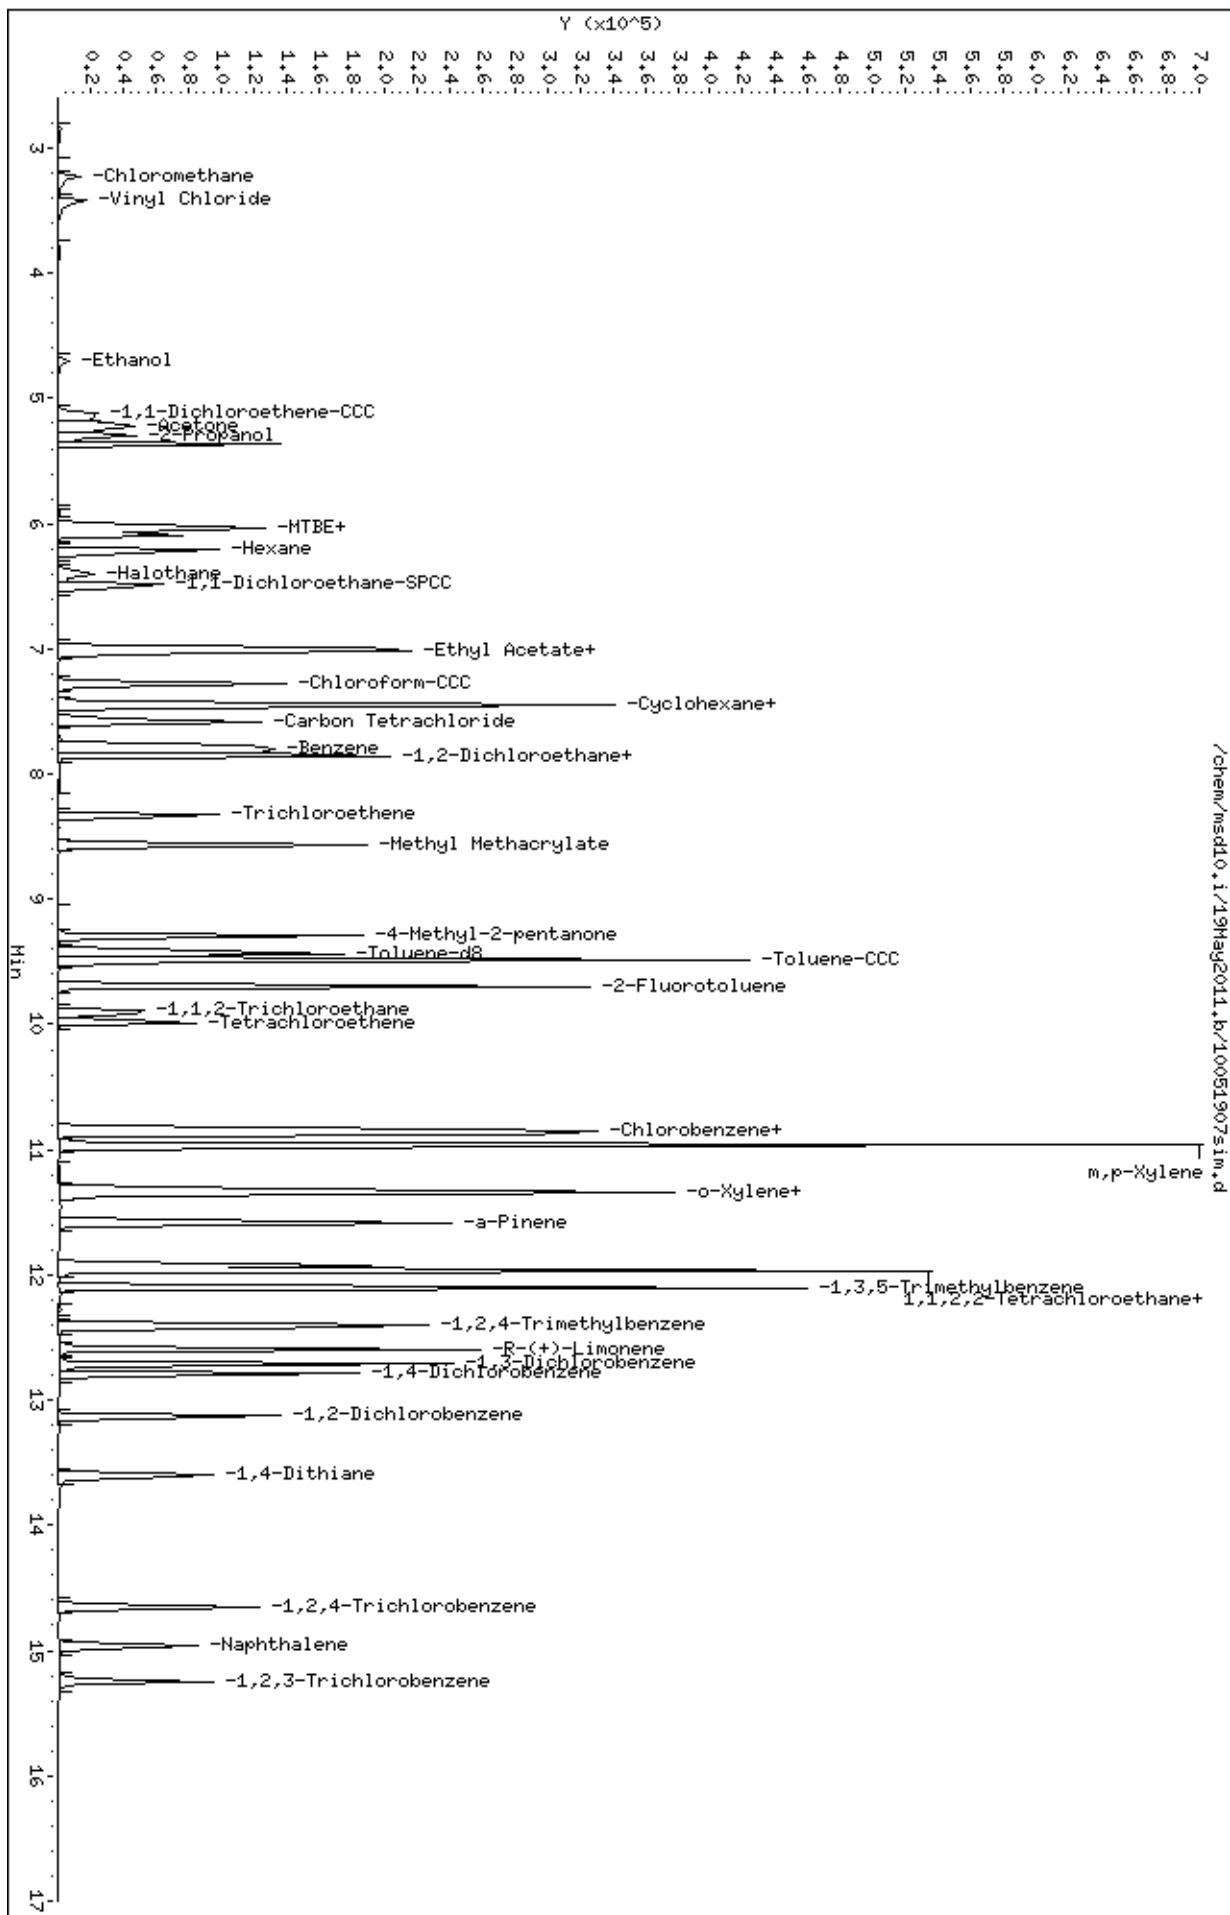 /chem/msd10.i/19May2011.b/10051907sim.d
Y (x10^5)
0.2
0.4
0.6
0.8
1.0
1.2
1.4
1.6
1.8
2.0
2.2
2.4
2.6
2.8
3.0
3.2
3.4
3.6
3.8
4.0
4.2
4.4
4.6
4.8
5.0
5.2
5.4
5.6
5.8
6.0
6.2
6.4
6.6
6.8
7.0
-Chloromethane
-Vinyl Chloride
-Ethanol
-1,1-Dichloroethene-CCC
-Acetone
-2-Propanol
-MTBE+
-Hexane
-Halothane
-1,1-Dichloroethane-SPCC
-Ethyl Acetate+
-Chloroform-CCC
-Cyclohexane+
-Carbon Tetrachloride
-Benzene
-1,2-Dichloroethane+
-Trichloroethene
-Methyl Methacrylate
-4-Methyl-2-pentanone
-Toluene-d8
-Toluene-CCC
-2-Fluorotoluene
-1,1,2-Trichloroethane
-Tetrachloroethene
-Chlorobenzene+
m,p-Xylene
-o-Xylene+
-a-Pinene
-1,3,5-Trimethylbenzene
1,1,2,2-Tetrachloroethane+
-1,2,4-Trimethylbenzene
-R-(+)-Limonene
-1,3-Dichlorobenzene
-1,4-Dichlorobenzene
-1,2-Dichlorobenzene
-1,4-Dithiane
-1,2,4-Trichlorobenzene
-Naphthalene
-1,2,3-Trichlorobenzene
3
4
5
6
7
8
9
10
11
12
13
14
15
16
17
Min